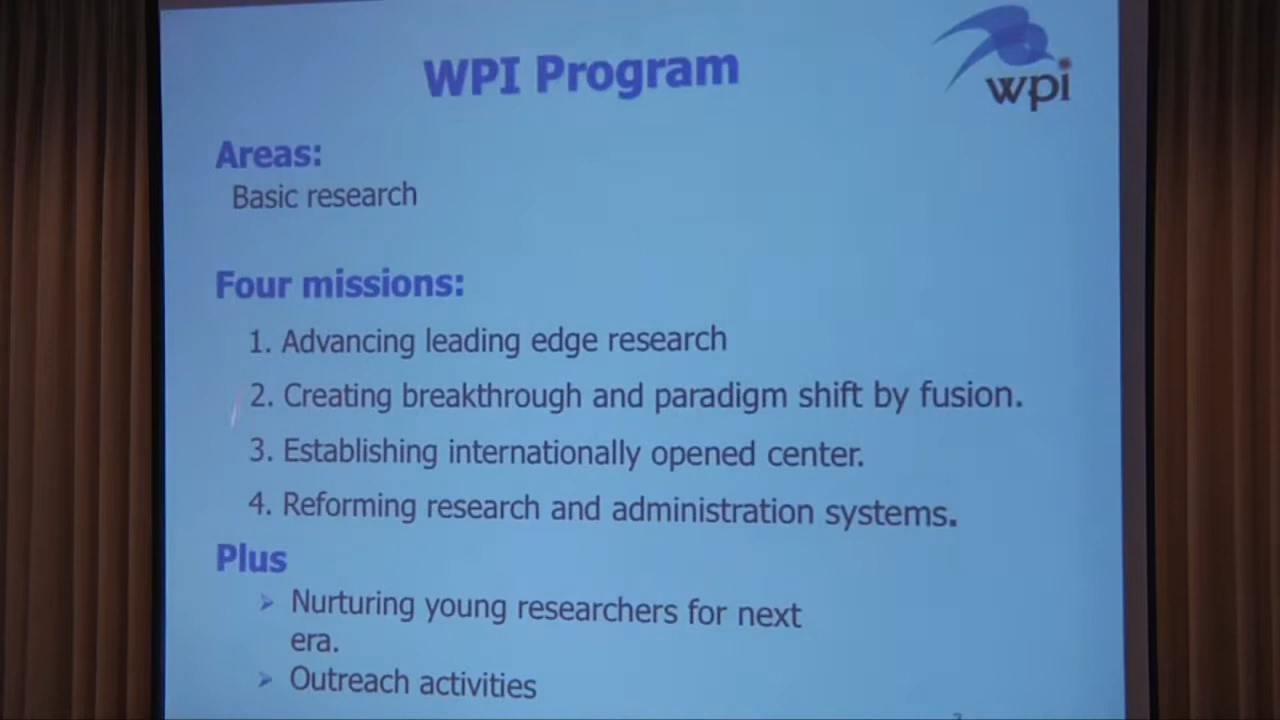 WPI Program
wpi
Areas:
Basic research
Four missions:
1. Advancing leading edge research
2. Creating breakthrough and paradigm shift by fusion.
3. Establishing internationally opened center.
4. Reforming research and administration systems.
Plus
➢ Nurturing young researchers for next
era.
➢ Outreach activities